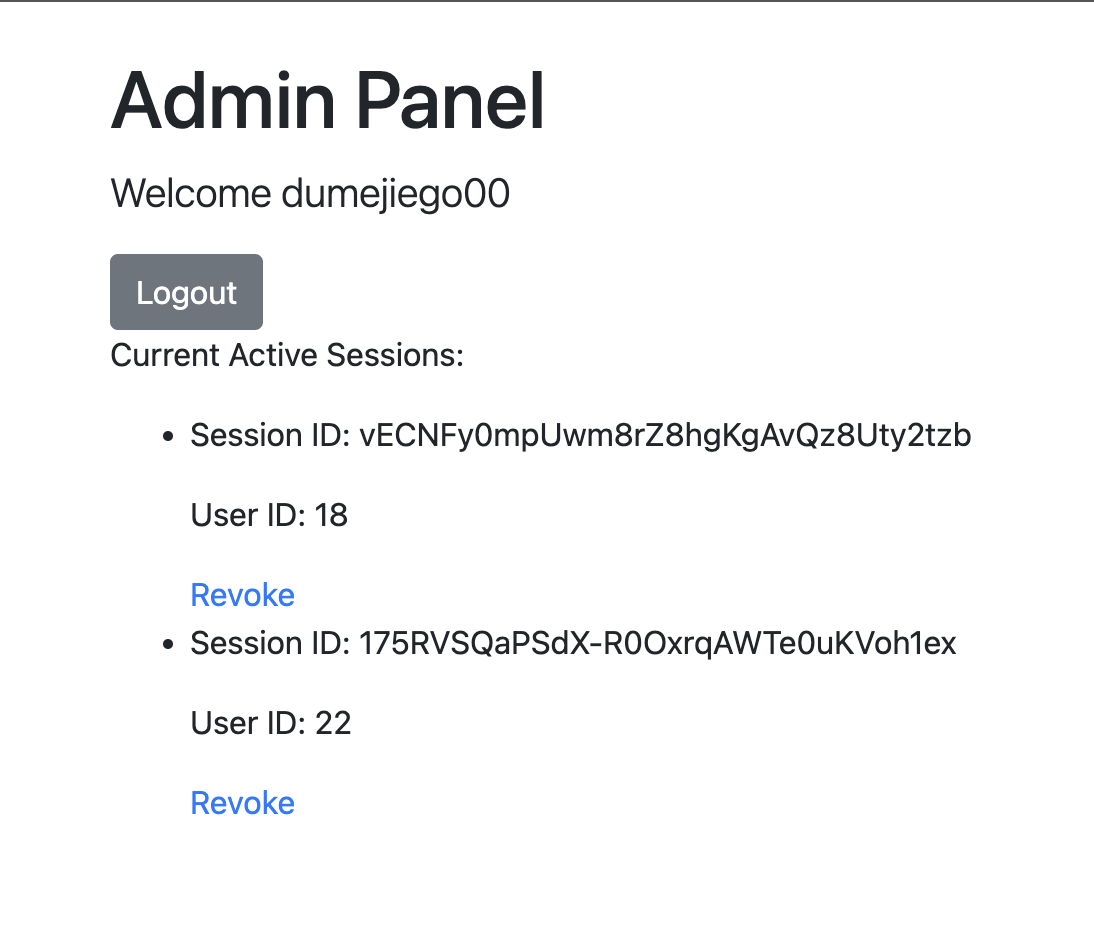 Admin Panel
Welcome dumejiego00
Logout
Current Active Sessions:
• Session ID: vECNFy0mpUwm8rZ8hgKgAvQz8Uty2tzb
User ID: 18
Revoke
• Session ID: 175RVSQaPSdX-R0OxrqAWTe0uKVoh1ex
User ID: 22
Revoke